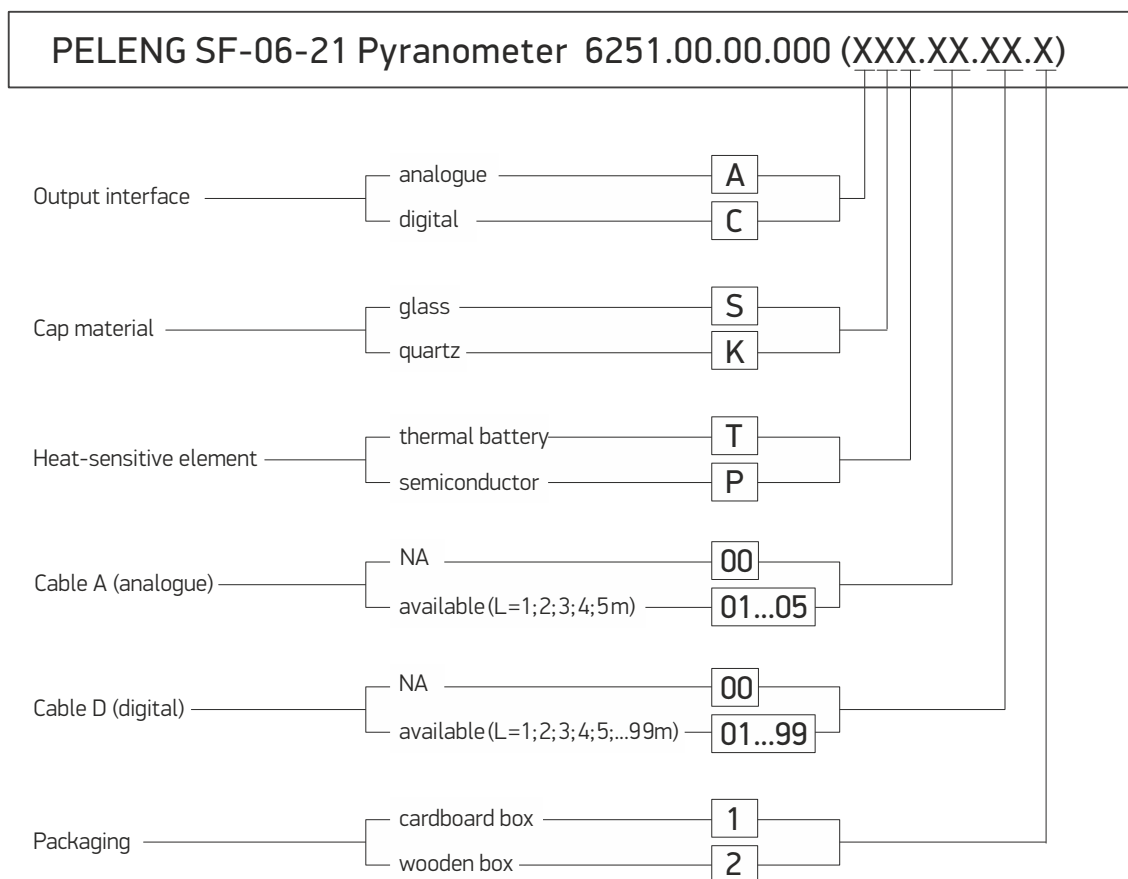 PELENG SF-06-21 Pyranometer 6251.00.00.000 (XXX.XX.XX.X)
Output interface
analogue A
digital C
Cap material
glass S
quartz K
Heat-sensitive element
thermal battery T
semiconductor P
Cable A (analogue)
NA 00
available (L=1;2;3;4;5m) 01...05
Cable D (digital)
NA 00
available (L=1;2;3;4;5;...99m) 01...99
Packaging
cardboard box 1
wooden box 2